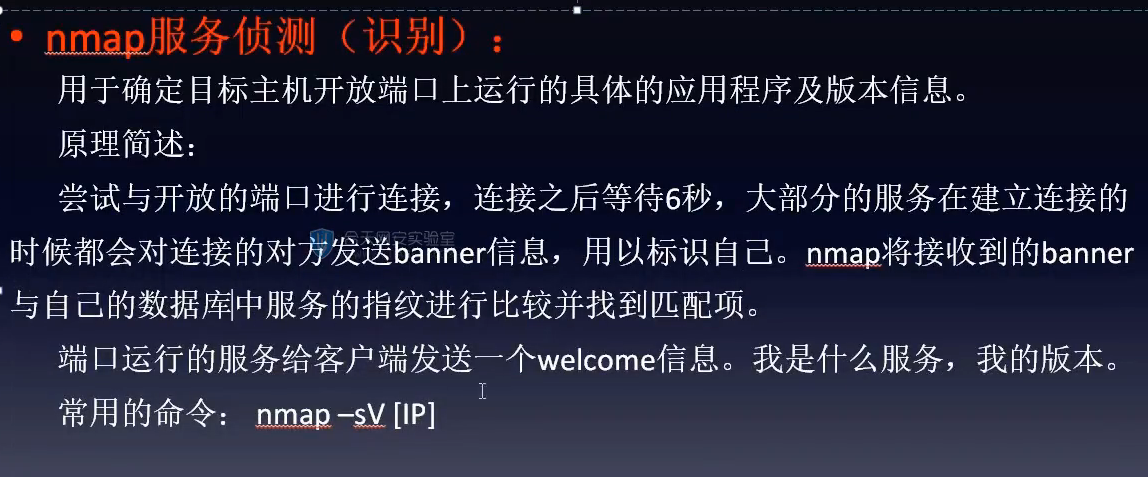 • nmap服务侦测（识别）：
用于确定目标主机开放端口上运行的具体的应用程序及版本信息。
原理简述：
尝试与开放的端口进行连接，连接之后等待6秒，大部分的服务在建立连接的
时候都会对连接的对方发送banner信息，用以标识自己。nmap将接收到的banner
与自己的数据库中服务的指纹进行比较并找到匹配项。
端口运行的服务给客户端发送一个welcome信息。我是什么服务，我的版本。
常用的命令： nmap –sV [IP]